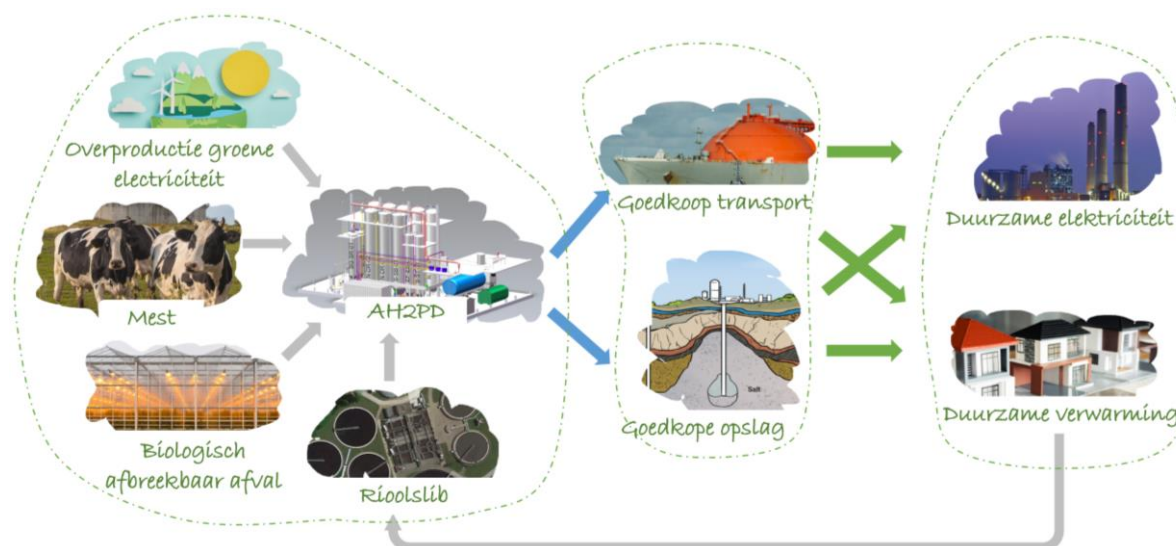 Overproductie groene
electriciteit
Mest
AH2PD
Biologisch
afbreekbaar afval
Rioolslib
Goedkoop transport
Salt
Goedkope opslag
Duurzame elektriciteit
Duurzame verwarming